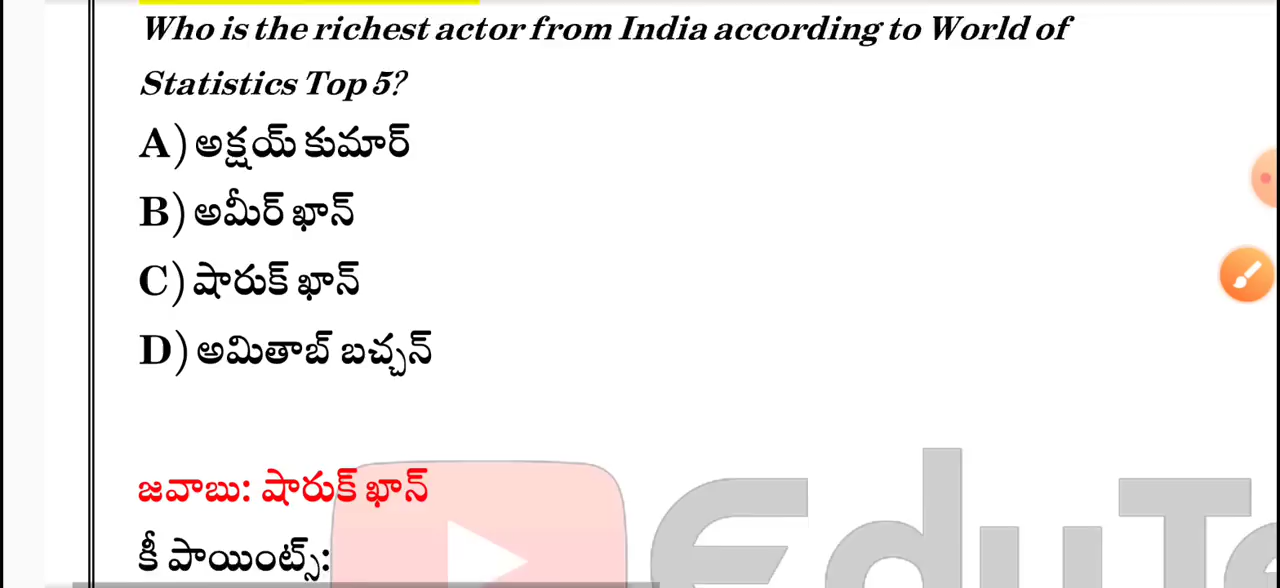 Who is the richest actor from India according to World of
Statistics Top 5?
A) అక్షయ్ కుమార్
B) అమీర్ ఖాన్
C) షారుక్ ఖాన్
D) అమితాబ్ బచ్చన్
జవాబు: షారుక్ ఖాన్
కీ పాయింట్స్:
EduTe